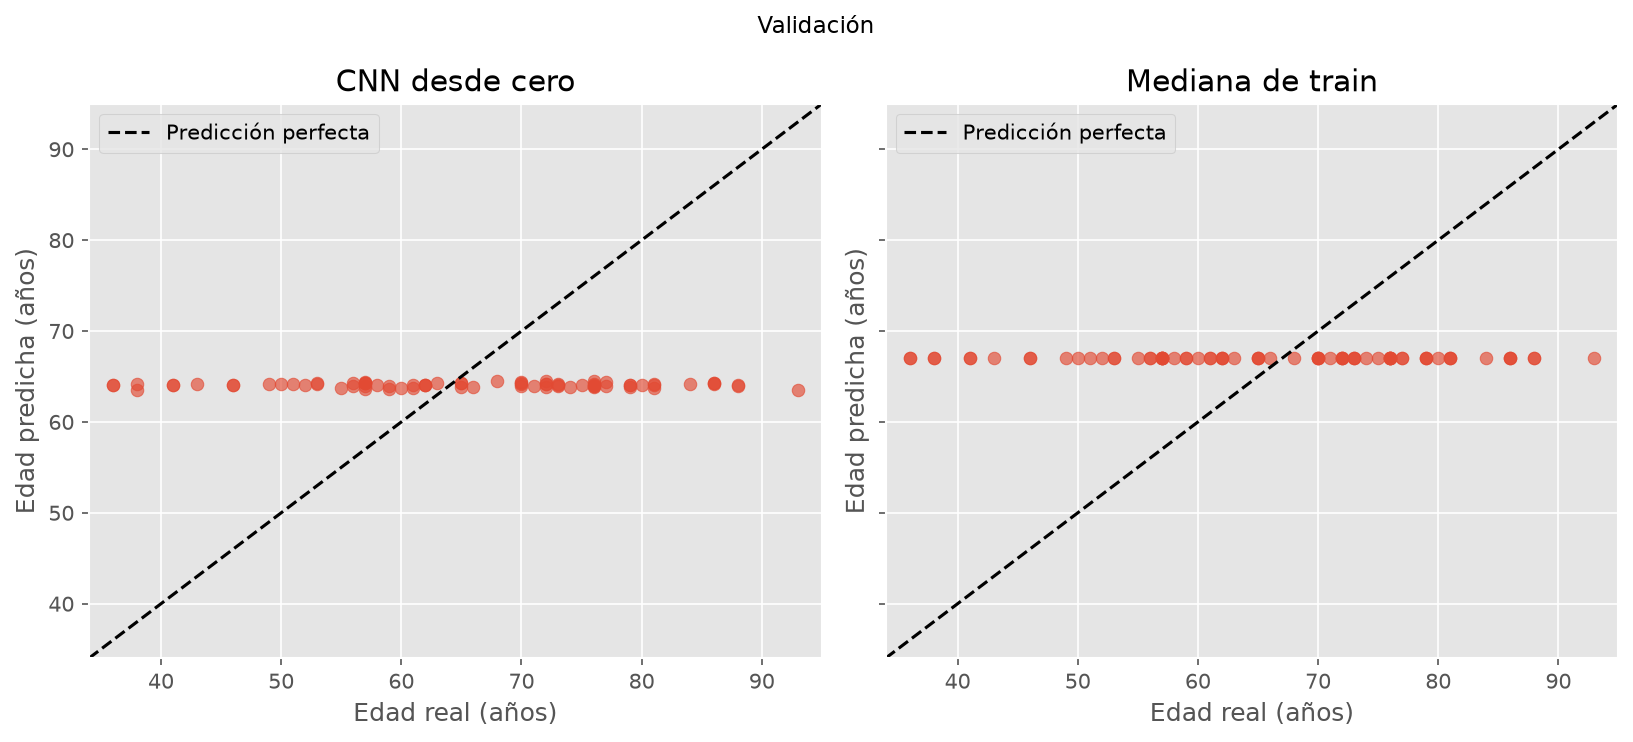 Validación
CNN desde cero
Predicción perfecta
90
80
70
60
50
40
Edad predicha (años)
40 50 60 70 80 90
Edad real (años)
Mediana de train
Predicción perfecta
Edad predicha (años)
40 50 60 70 80 90
Edad real (años)